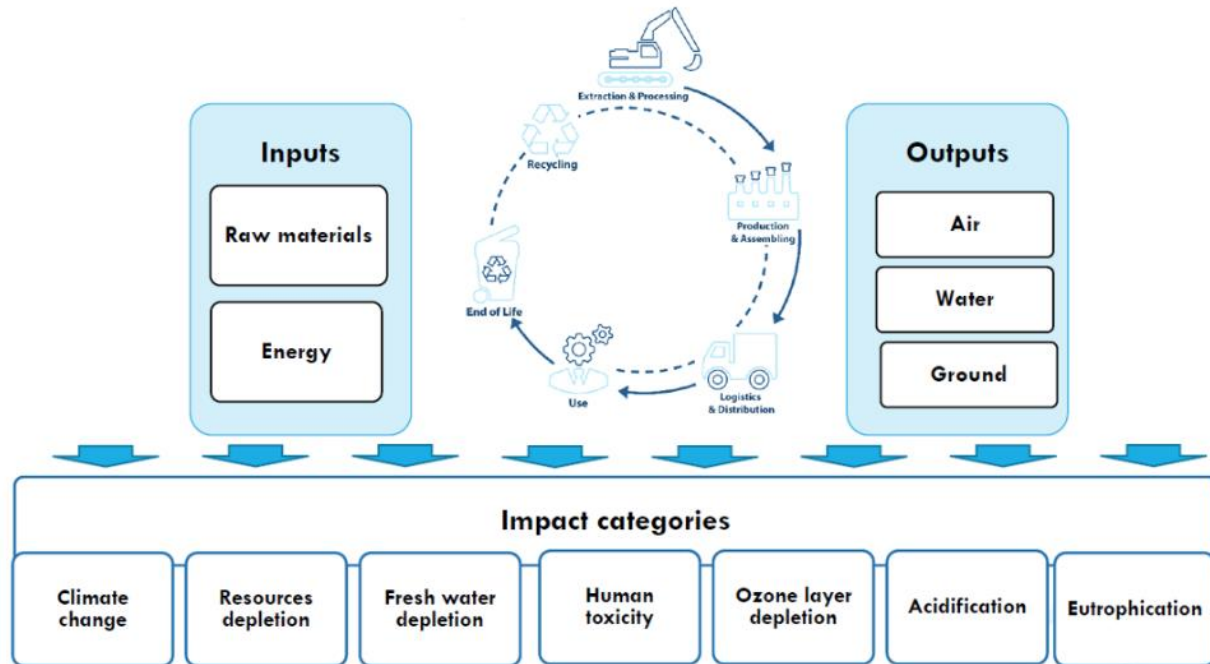 Extraction & Processing
Inputs
Raw materials
Energy
Recycling
Production
& Assembling
End of Life
Use
Logistics
& Distribution
Outputs
Air
Water
Ground
Impact categories
Climate
change
Resources
depletion
Fresh water
depletion
Human
toxicity
Ozone layer
depletion
Acidification
Eutrophication